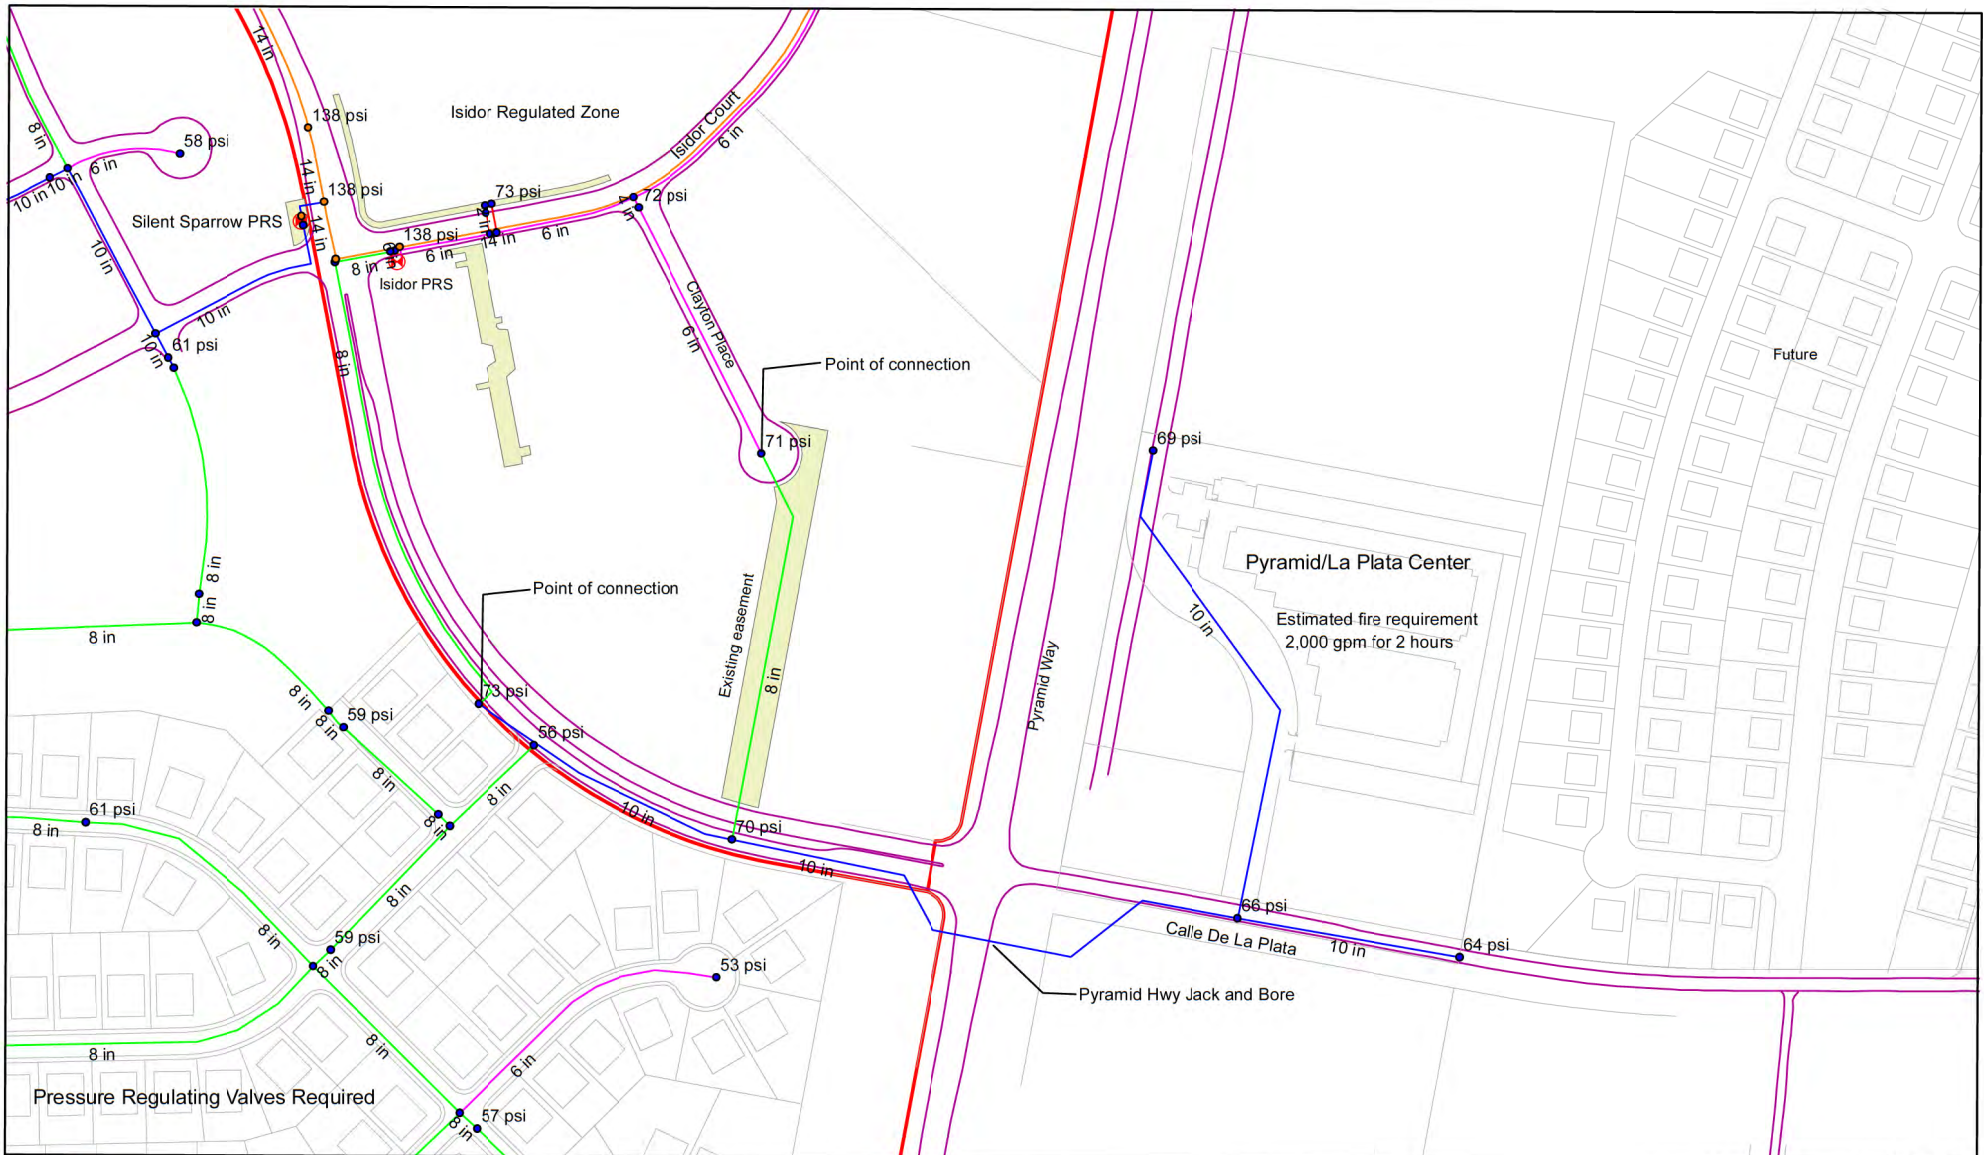 14 in
138 psi
Isidor Regulated Zone
Isidor Court
6 in
8 in
58 psi
6 in
10 in
10 in
14 in
138 psi
73 psi
72 psi
4 in
4 in
Silent Sparrow PRS
14 in
138 psi
14 in
6 in
6 in
8 in
Isidor PRS
10 in
10 in
10 in
61 psi
8 in
Clayton Place
6 in
Point of connection
71 psi
69 psi
Future
Pyramid/La Plata Center
Estimated fire requirement
2,000 gpm for 2 hours
10 in
8 in
8 in
8 in
Point of connection
Existing easement
8 in
Pyramid Way
73 psi
56 psi
8 in
8 in
59 psi
8 in
8 in
8 in
10 in
70 psi
10 in
61 psi
8 in
8 in
8 in
59 psi
8 in
53 psi
66 psi
Calle De La Plata
10 in
64 psi
Pyramid Hwy Jack and Bore
8 in
8 in
6 in
Pressure Regulating Valves Required
57 psi
8 in